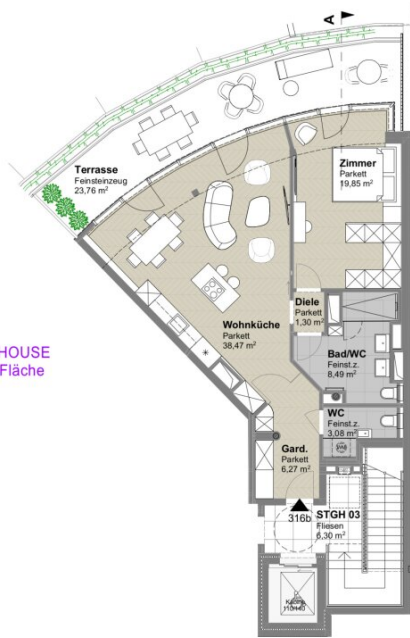 A
Terrasse
Feinsteinzeug
23,76 m²
Zimmer
Parkett
19,85 m²
Diele
Parkett
1,30 m²
Wohnküche
Parkett
38,47 m²
HOUSE
Fläche
Bad/WC
Feinst.z.
8,49 m²
WC
Feinst.z.
3,08 m²
Gard.
Parkett
6,27 m²
316b
STGH 03
Fliesen
6,30 m²
110/140